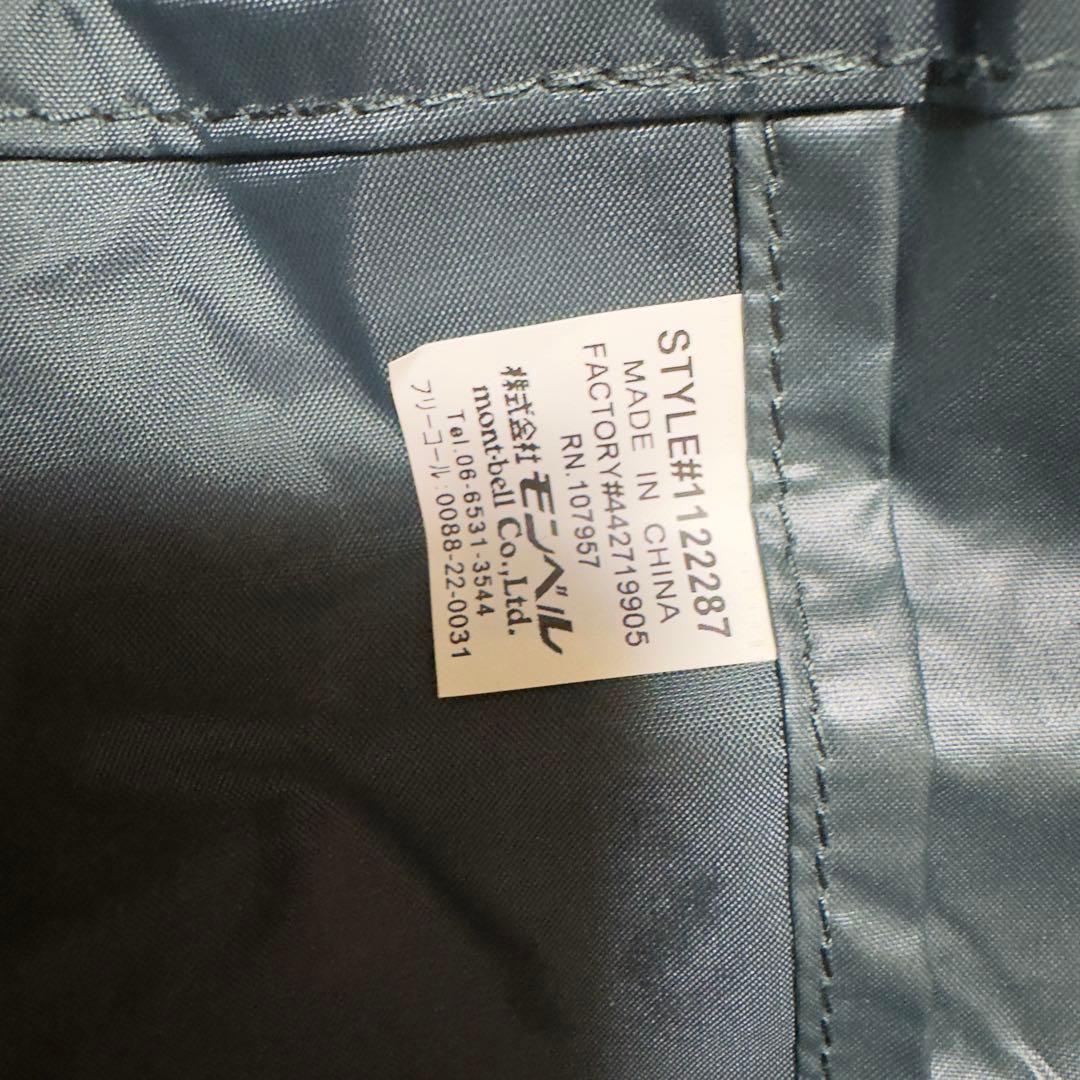 STYLE#1122287
MADE IN CHINA
FACTORY#442719905
RN.107957
株式会社 モンベル
mont-bell Co.,Ltd.
Tel.06-6531-3544
フリーコール:0088-22-0031